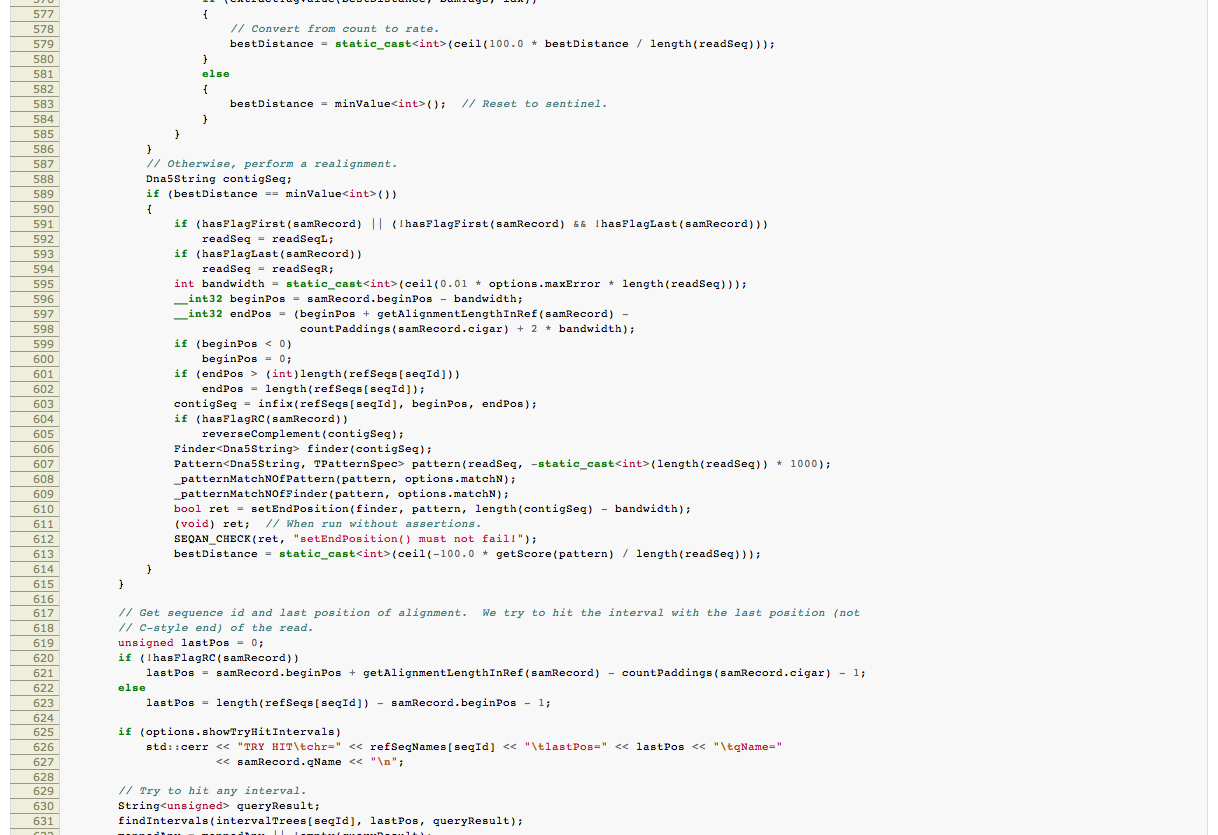 577 {
578 // Convert from count to rate.
579 bestDistance = static_cast<int>(ceil(100.0 * bestDistance / length(readSeq)));
580 }
581 else
582 {
583 bestDistance = minValue<int>(); // Reset to sentinel.
584 }
585 }
586 }
587 // Otherwise, perform a realignment.
588 Dna5String contigSeq;
589 if (bestDistance == minValue<int>())
590 {
591 if (hasFlagFirst(samRecord) || (!hasFlagFirst(samRecord) && !hasFlagLast(samRecord)))
592 readSeq = readSeqL;
593 if (hasFlagLast(samRecord))
594 readSeq = readSeqR;
595 int bandwidth = static_cast<int>(ceil(0.01 * options.maxError * length(readSeq)));
596 __int32 beginPos = samRecord.beginPos - bandwidth;
597 __int32 endPos = (beginPos + getAlignmentLengthInRef(samRecord) -
598 countPaddings(samRecord.cigar) + 2 * bandwidth);
599 if (beginPos < 0)
600 beginPos = 0;
601 if (endPos > (int)length(refSeqs[seqId]))
602 endPos = length(refSeqs[seqId]);
603 contigSeq = infix(refSeqs[seqId], beginPos, endPos);
604 if (hasFlagRC(samRecord))
605 reverseComplement(contigSeq);
606 Finder<Dna5String> finder(contigSeq);
607 Pattern<Dna5String, TPatternSpec> pattern(readSeq, -static_cast<int>(length(readSeq)) * 1000);
608 _patternMatchNOfPattern(pattern, options.matchN);
609 _patternMatchNOfFinder(pattern, options.matchN);
610 bool ret = setEndPosition(finder, pattern, length(contigSeq) - bandwidth);
611 (void) ret; // When run without assertions.
612 SEQAN_CHECK(ret, "setEndPosition() must not fail!");
613 bestDistance = static_cast<int>(ceil(-100.0 * getScore(pattern) / length(readSeq)));
614 }
615 }
616
617 // Get sequence id and last position of alignment. We try to hit the interval with the last position (not
618 // C-style end) of the read.
619 unsigned lastPos = 0;
620 if (!hasFlagRC(samRecord))
621 lastPos = samRecord.beginPos + getAlignmentLengthInRef(samRecord) - countPaddings(samRecord.cigar) - 1;
622 else
623 lastPos = length(refSeqs[seqId]) - samRecord.beginPos - 1;
624
625 if (options.showTryHitIntervals)
626 std::cerr << "TRY HIT\tchr=" << refSeqNames[seqId] << "\tlastPos=" << lastPos << "\tqName="
627 << samRecord.qName << "\n";
628
629 // Try to hit any interval.
630 String<unsigned> queryResult;
631 findIntervals(intervalTrees[seqId], lastPos, queryResult);